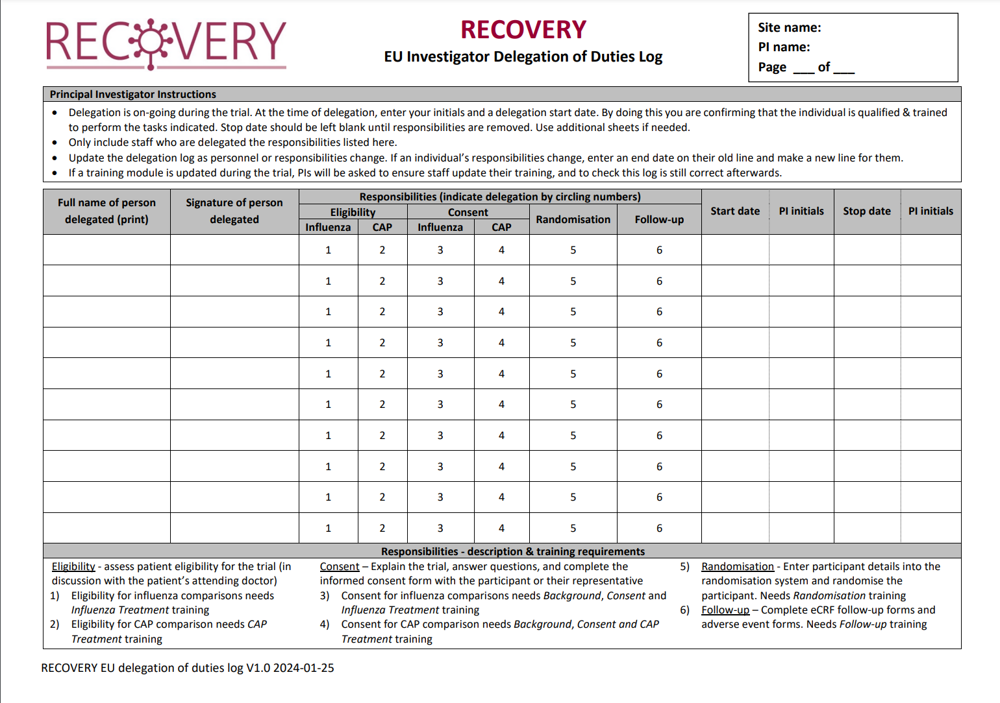 RECOVERY
RECOVERY
EU Investigator Delegation of Duties Log
Site name:
PI name:
Page ___ of ___
Principal Investigator Instructions
• Delegation is on-going during the trial. At the time of delegation, enter your initials and a delegation start date. By doing this you are confirming that the individual is qualified & trained
to perform the tasks indicated. Stop date should be left blank until responsibilities are removed. Use additional sheets if needed.
• Only include staff who are delegated the responsibilities listed here.
• Update the delegation log as personnel or responsibilities change. If an individual’s responsibilities change, enter an end date on their old line and make a new line for them.
• If a training module is updated during the trial, PIs will be asked to ensure staff update their training, and to check this log is still correct afterwards.
Full name of person
delegated (print)
Signature of person
delegated
Responsibilities (indicate delegation by circling numbers)
Eligibility Consent
Influenza CAP Influenza CAP
Randomisation Follow-up
Start date PI initials Stop date PI initials
1 2 3 4 5 6
1 2 3 4 5 6
1 2 3 4 5 6
1 2 3 4 5 6
1 2 3 4 5 6
1 2 3 4 5 6
1 2 3 4 5 6
1 2 3 4 5 6
1 2 3 4 5 6
1 2 3 4 5 6
Responsibilities - description & training requirements
Eligibility - assess patient eligibility for the trial (in
discussion with the patient’s attending doctor)
1) Eligibility for influenza comparisons needs
Influenza Treatment training
2) Eligibility for CAP comparison needs CAP
Treatment training
Consent – Explain the trial, answer questions, and complete the
informed consent form with the participant or their representative
3) Consent for influenza comparisons needs Background, Consent and
Influenza Treatment training
4) Consent for CAP comparison needs Background, Consent and CAP
Treatment training
5) Randomisation - Enter participant details into the
randomisation system and randomise the
participant. Needs Randomisation training
6) Follow-up – Complete eCRF follow-up forms and
adverse event forms. Needs Follow-up training
RECOVERY EU delegation of duties log V1.0 2024-01-25